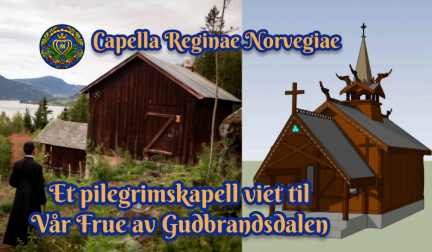 Capella Reginae Norvegiae
Et pilegrimskapell viet til
Vår Frue av Gudbrandsdalen